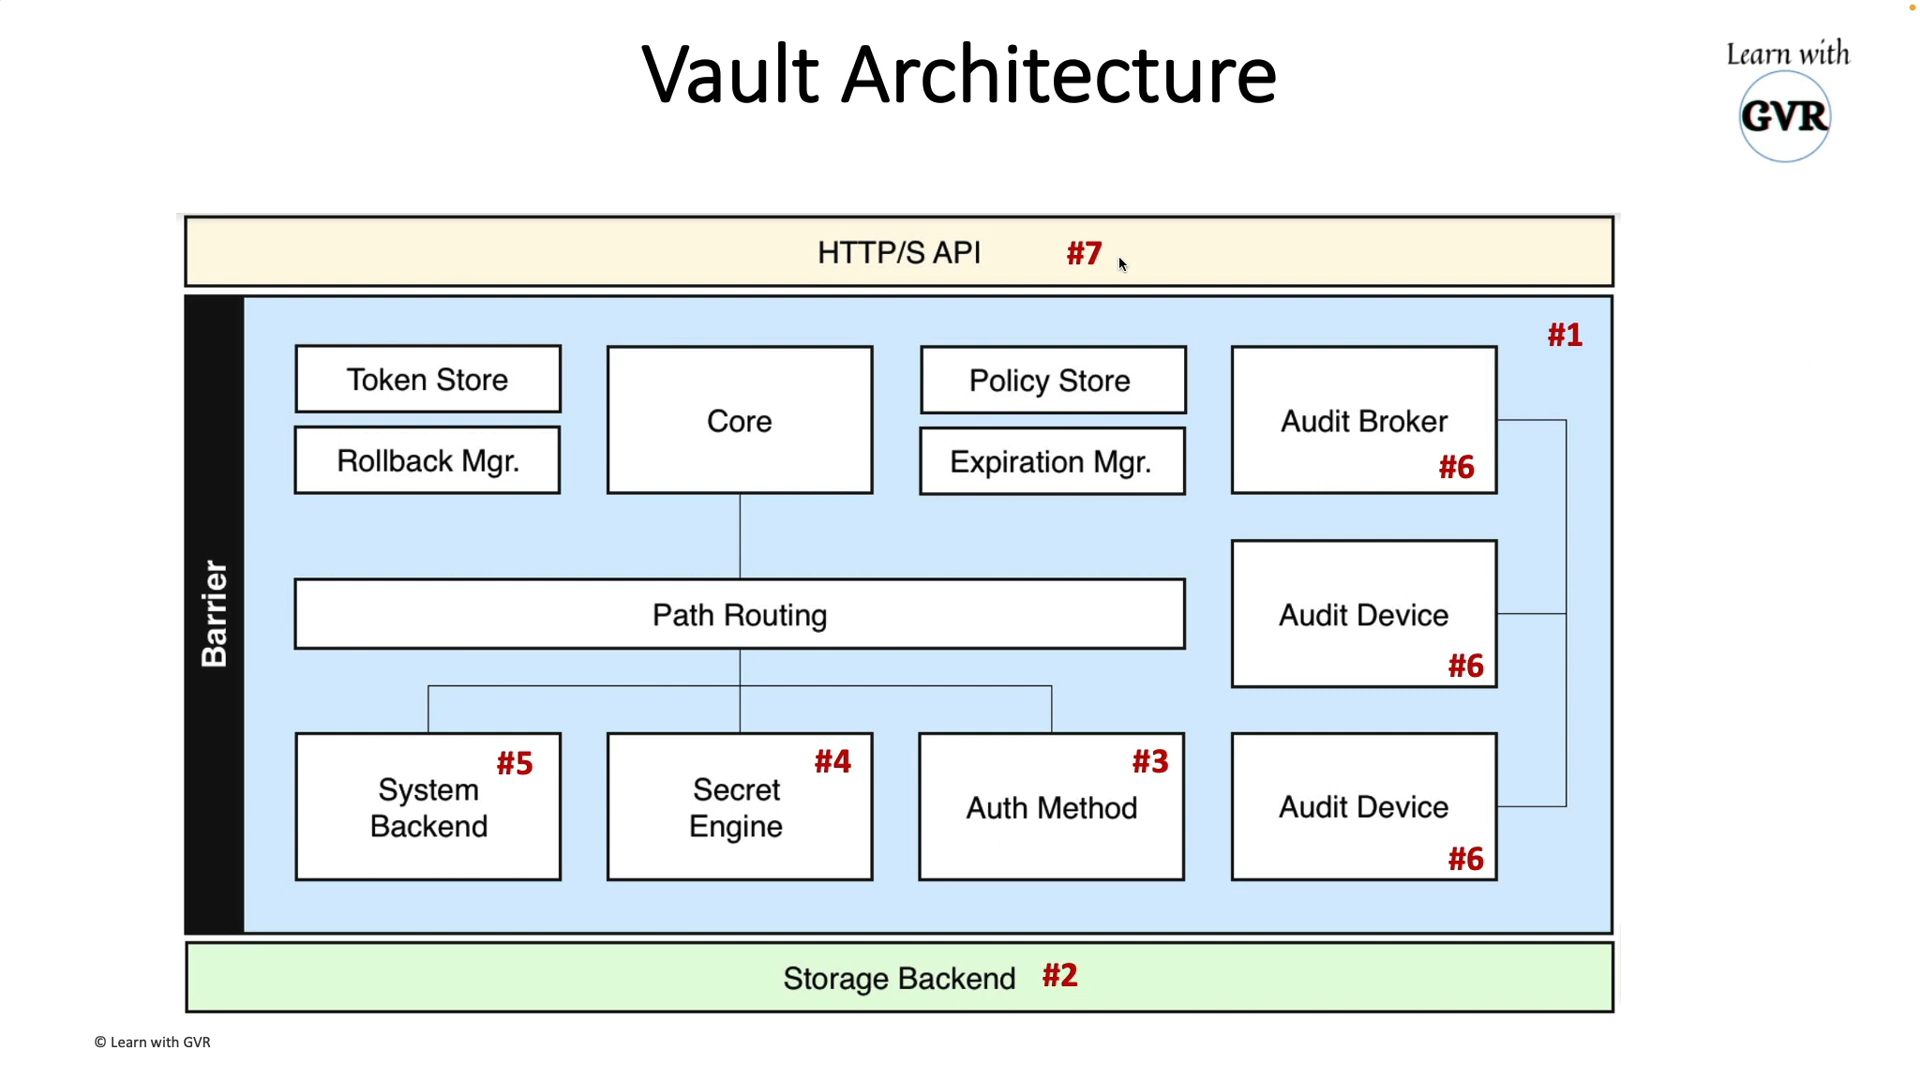 Vault Architecture
Learn with
GVR
HTTP/S API #7
#1
Token Store
Rollback Mgr.
Core
Policy Store
Expiration Mgr.
Audit Broker
#6
Barrier
Path Routing
Audit Device
#6
System
Backend
#5
Secret
Engine
#4
Auth Method
#3
Audit Device
#6
Storage Backend #2
© Learn with GVR